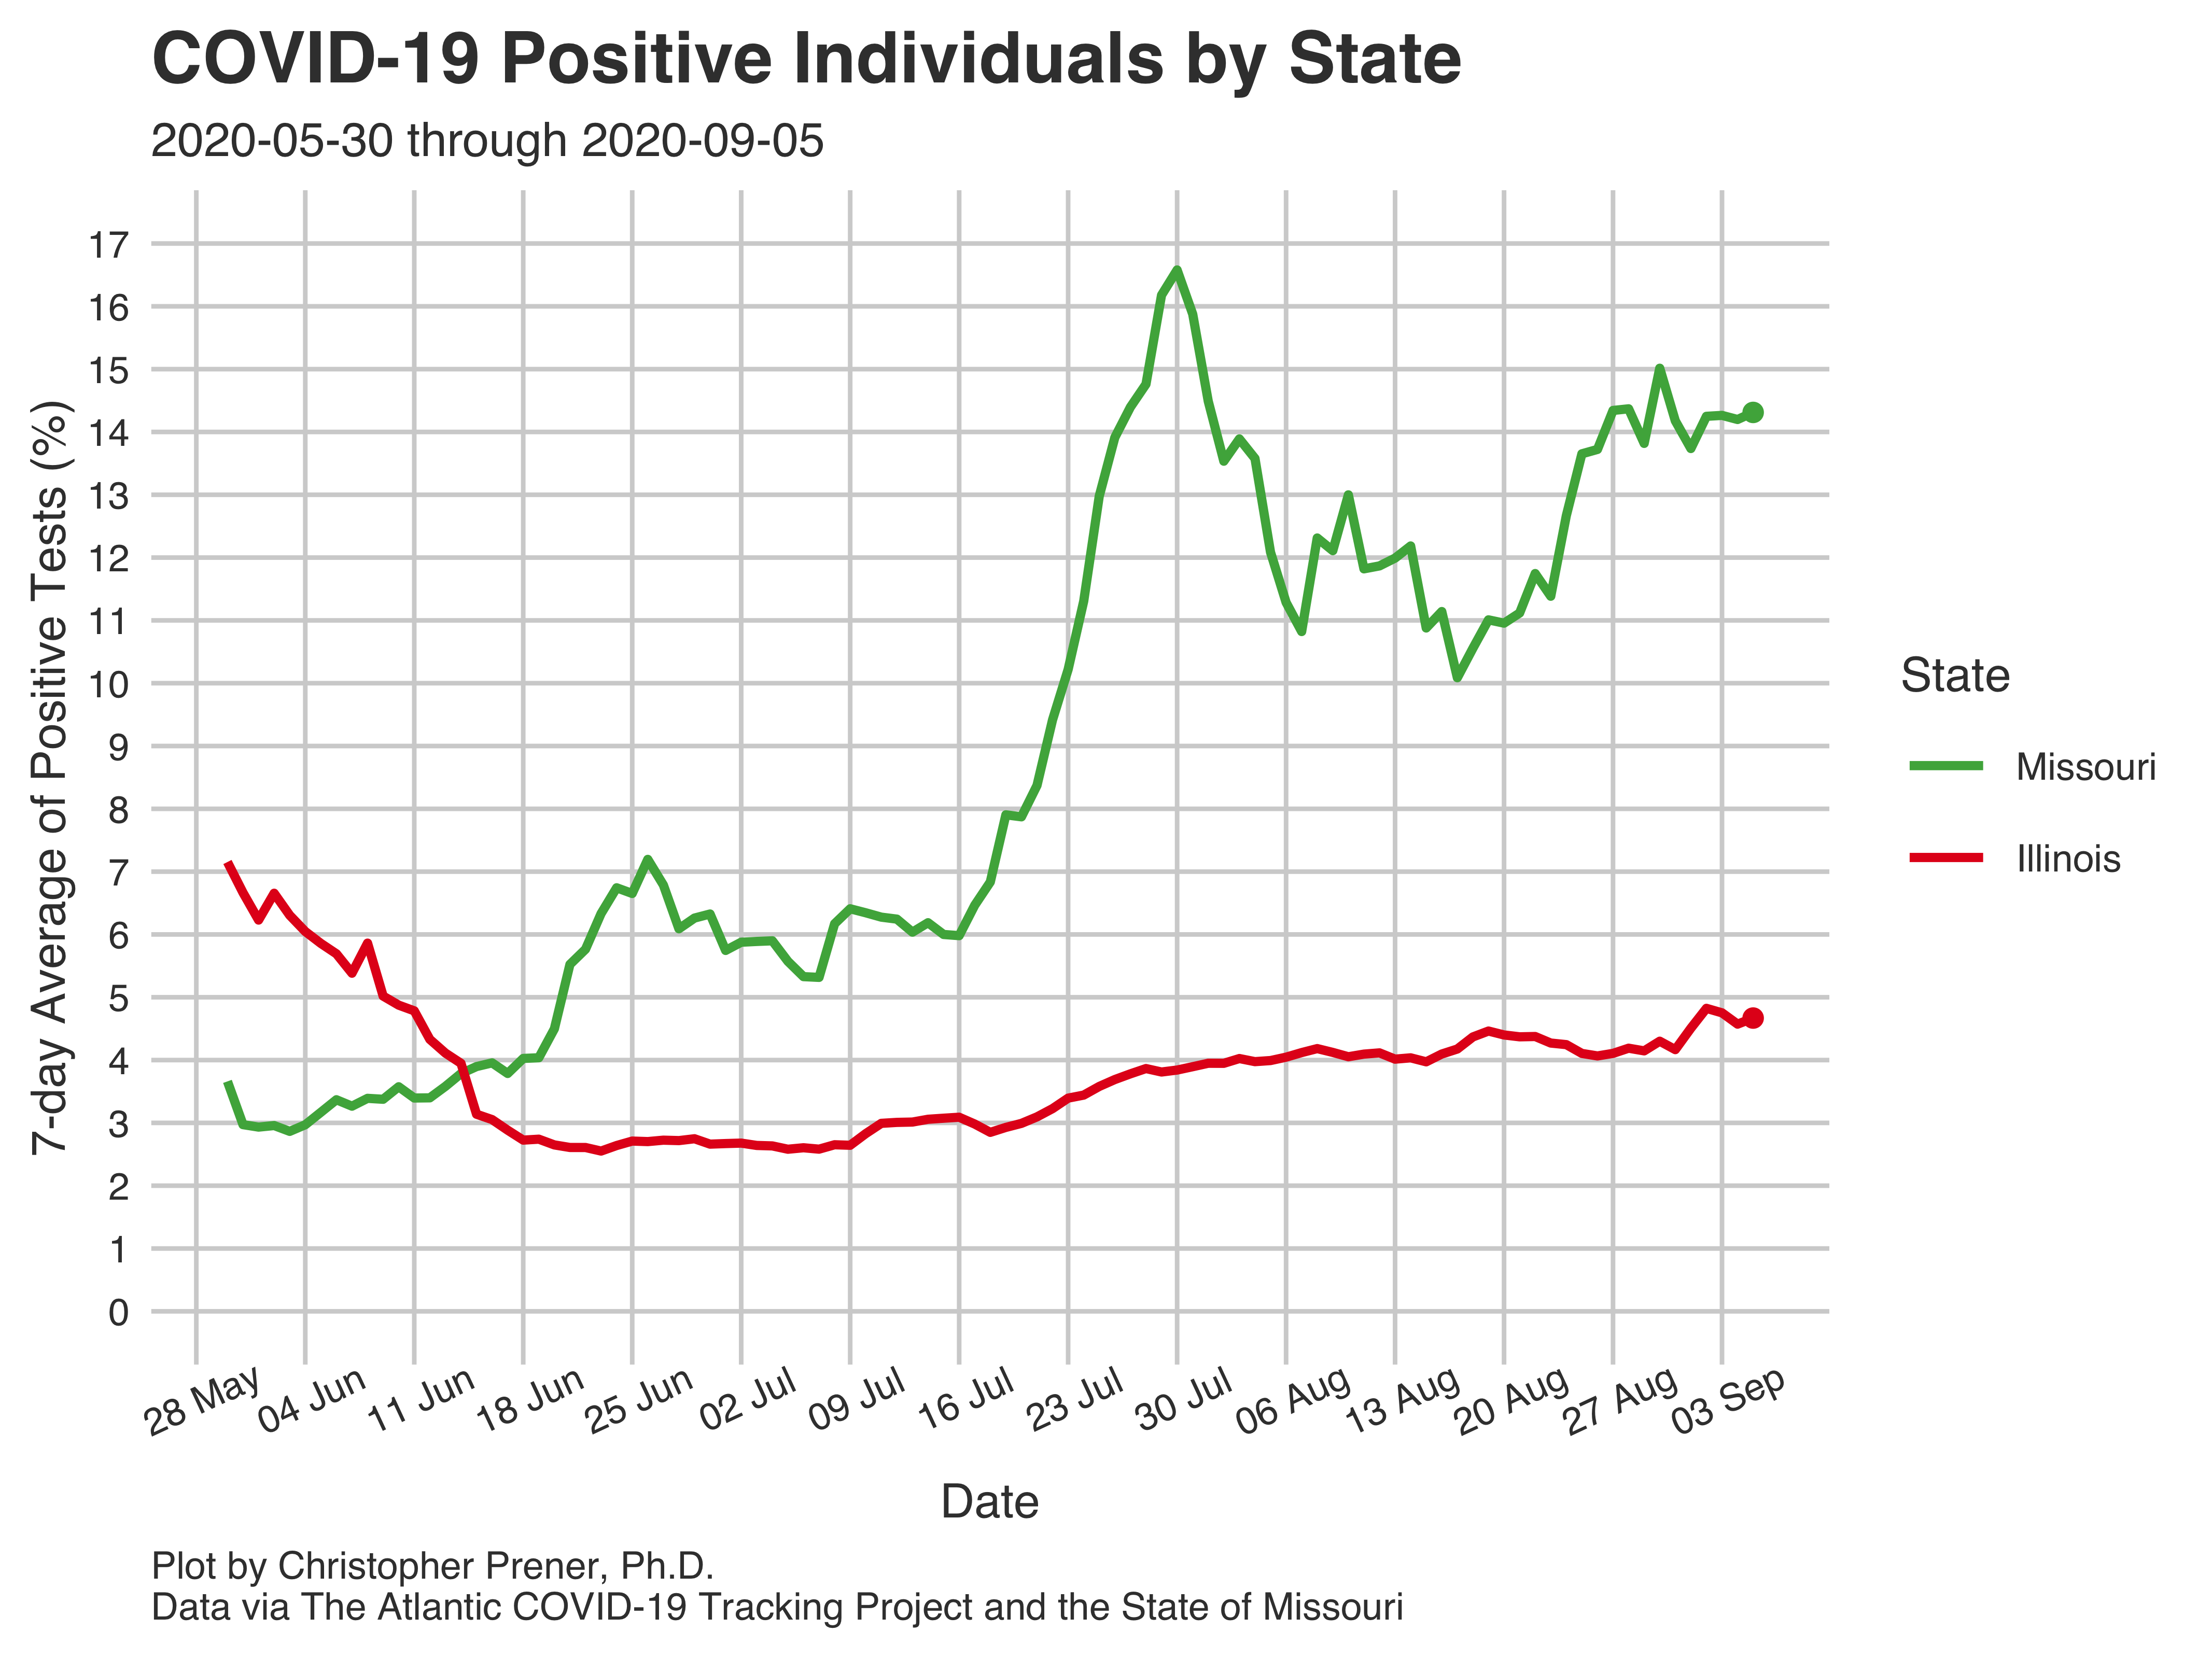 COVID-19 Positive Individuals by State
2020-05-30 through 2020-09-05
7-day Average of Positive Tests (%)
17
16
15
14
13
12
11
10
9
8
7
6
5
4
3
2
1
0
28 May
04 Jun
11 Jun
18 Jun
25 Jun
02 Jul
09 Jul
16 Jul
23 Jul
30 Jul
06 Aug
13 Aug
20 Aug
27 Aug
03 Sep
Date
State
Missouri
Illinois
Plot by Christopher Prener, Ph.D.
Data via The Atlantic COVID-19 Tracking Project and the State of Missouri